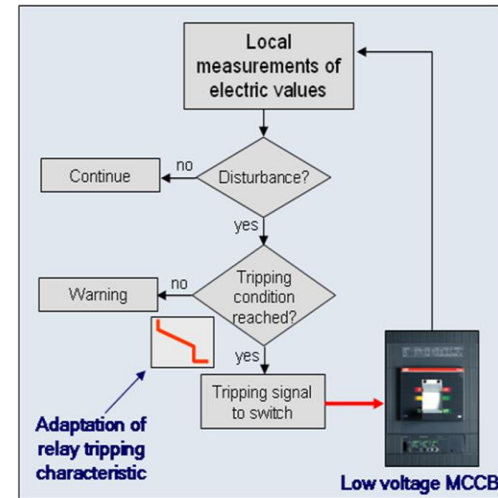 Local
measurements of
electric values
Disturbance?
no
Continue
yes
Tripping
condition
reached?
no
Warning
yes
Tripping signal
to switch
Adaptation of
relay tripping
characteristic
Low voltage MCCB